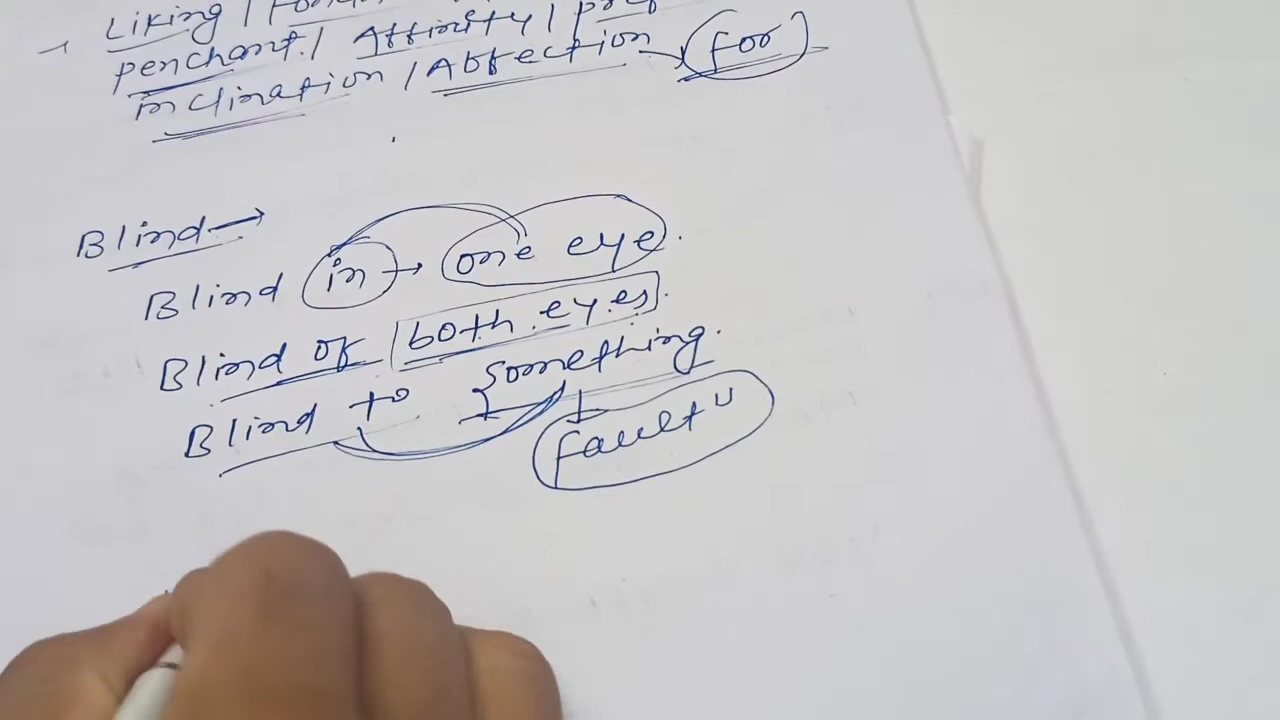 Liking /
penchant / Affinity /
inclination / Affection → for
Blind →
Blind in → one eye.
Blind of both eyes.
Blind to something.
fault"